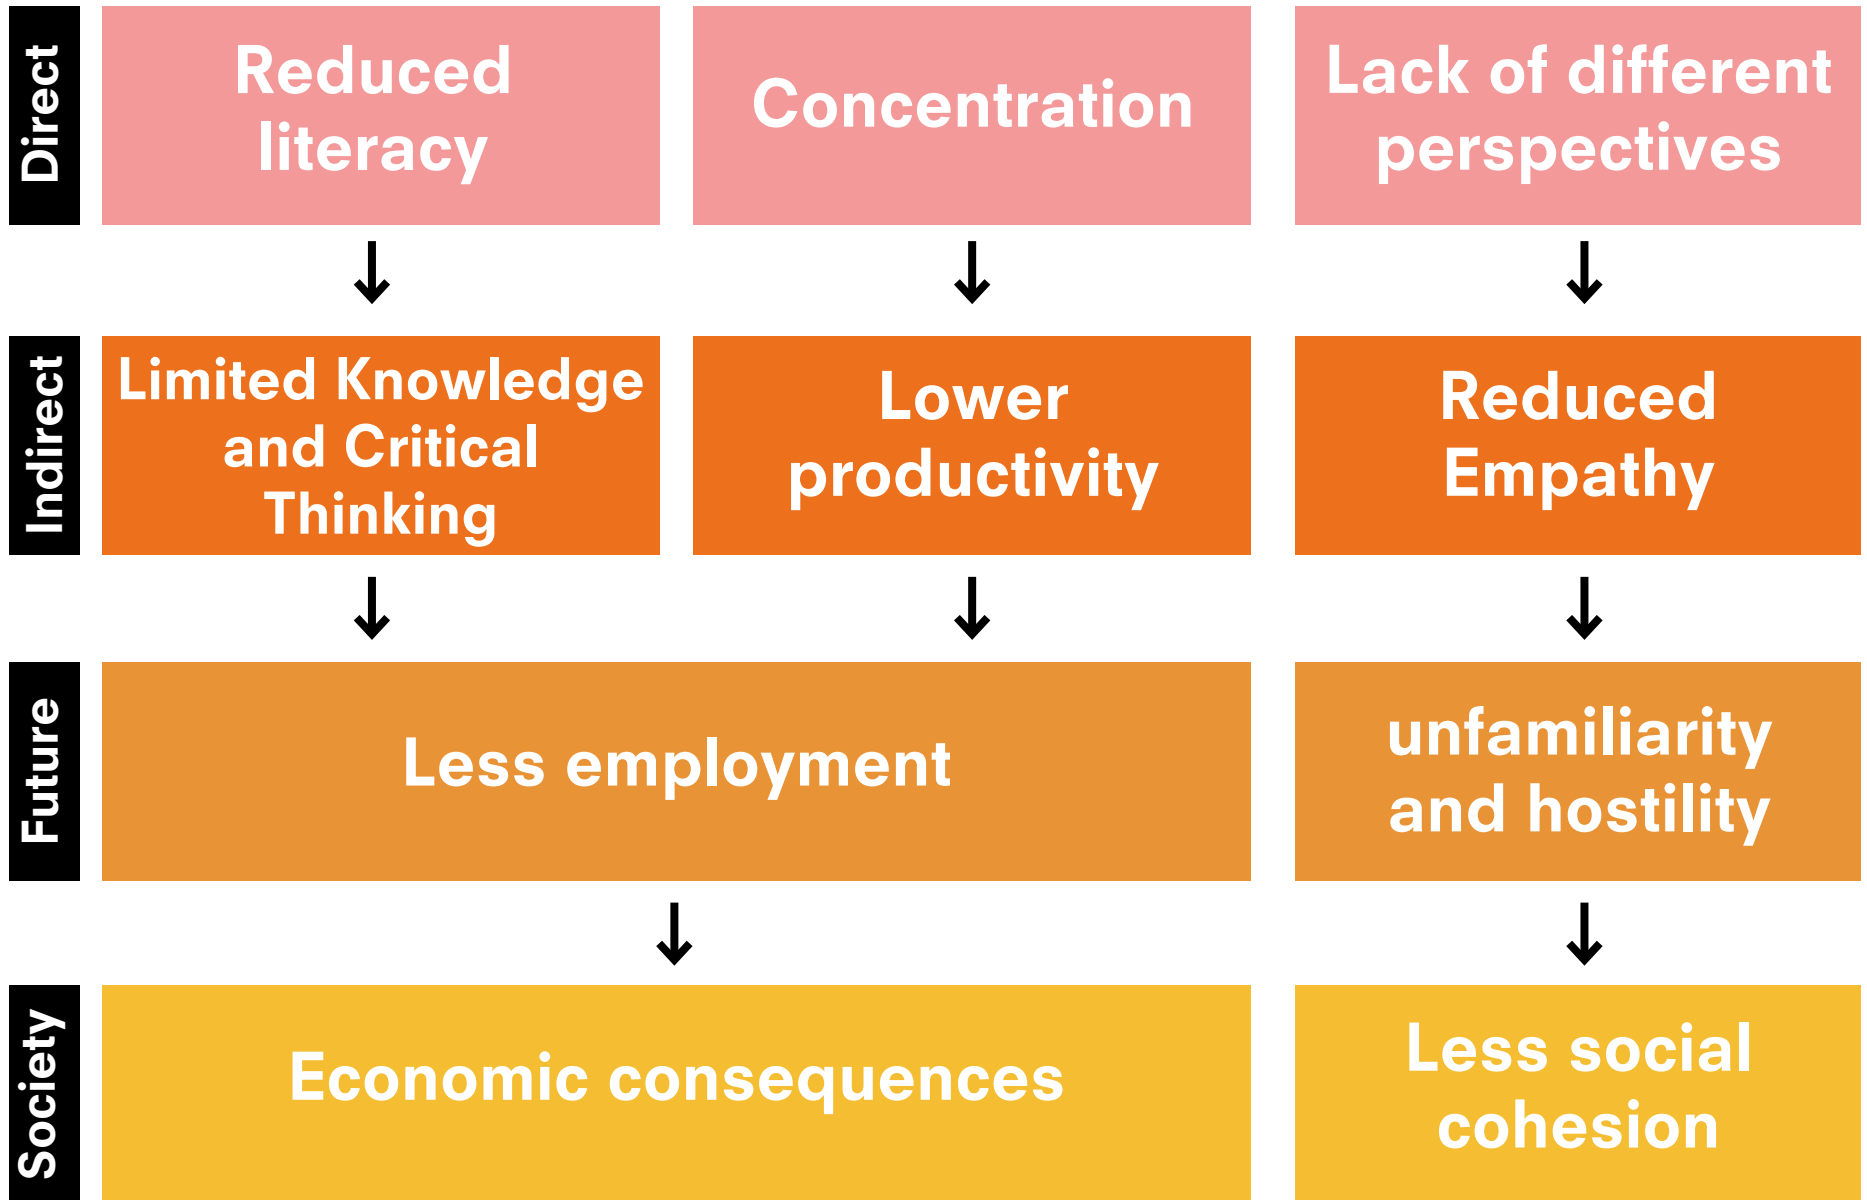 Direct
Reduced
literacy
Concentration
Lack of different
perspectives
Indirect
Limited Knowledge
and Critical
Thinking
Lower
productivity
Reduced
Empathy
Future
Less employment
unfamiliarity
and hostility
Society
Economic consequences
Less social
cohesion